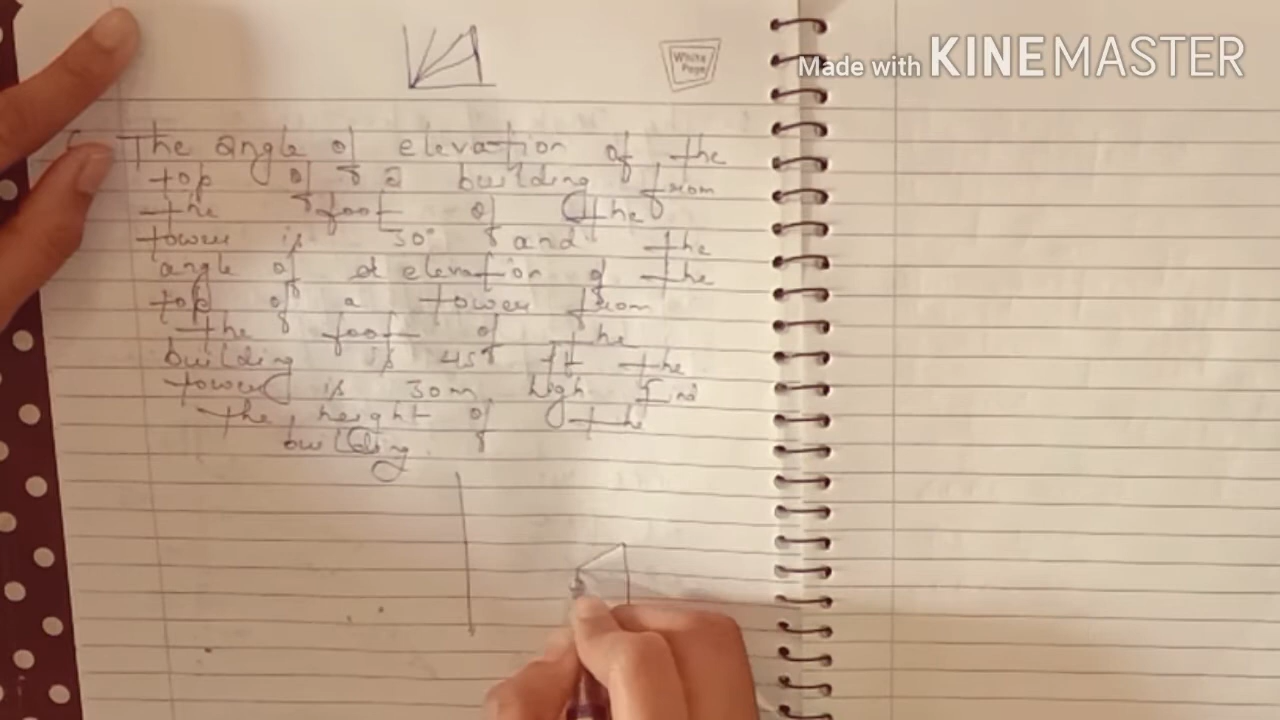 White Page
Made with KINEMASTER
The angle of elevation of the
top of a building from
the foot of the
tower is 30° and the
angle of elevation of the
top of a tower from
the foot of the
building is 45° If the
tower is 30m high Find
the height of the
building.